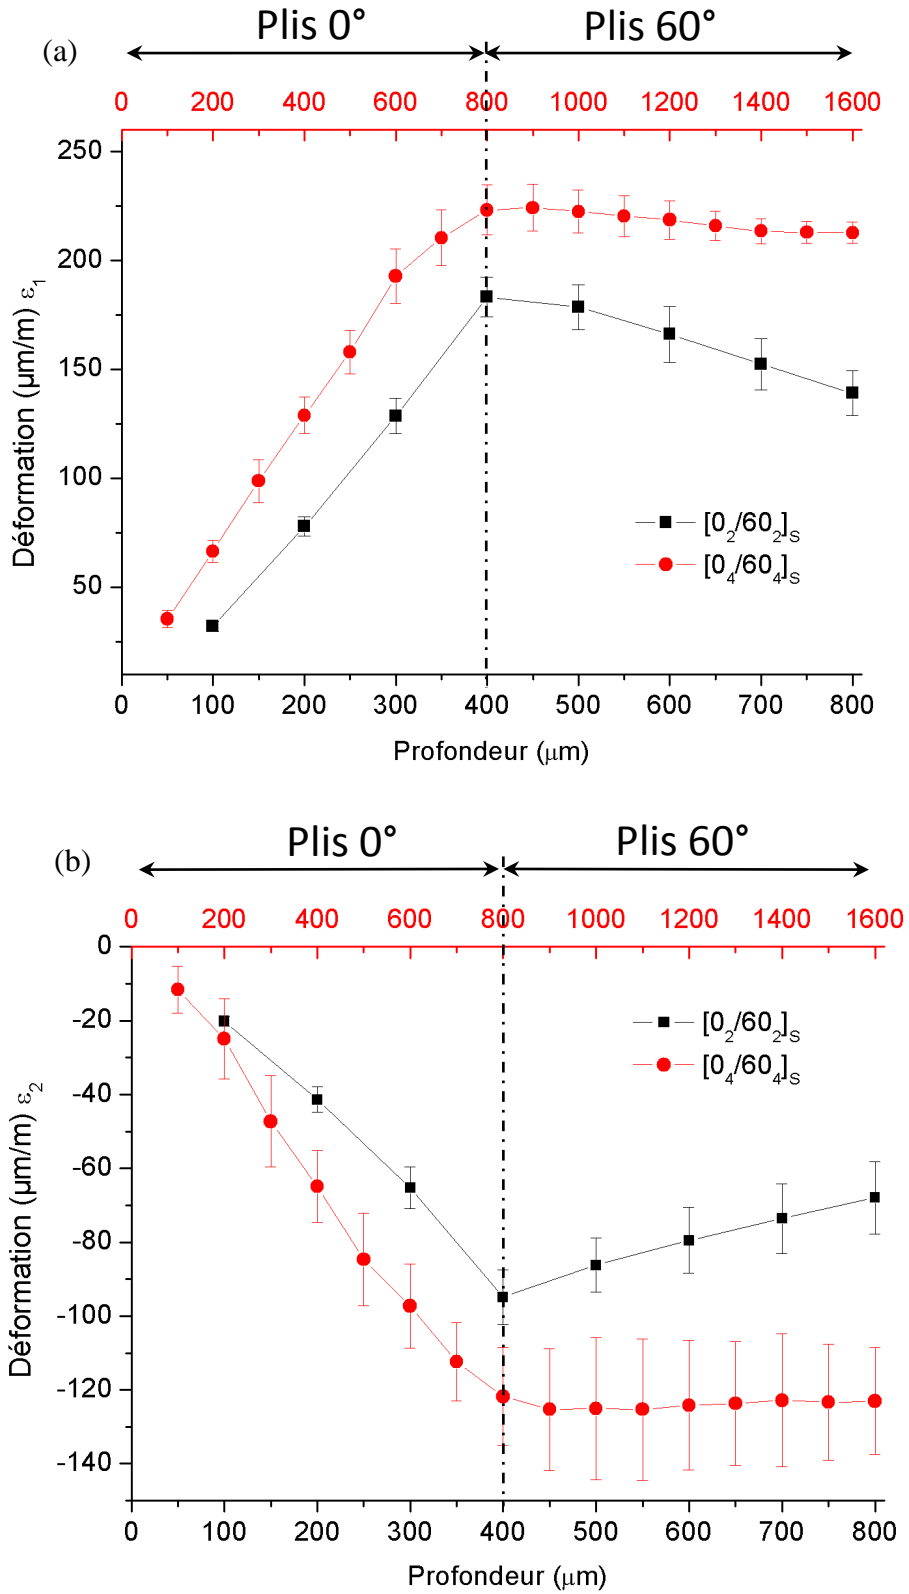 Plis 0° Plis 60°
(a)
0 200 400 600 800 1000 1200 1400 1600
250
200
150
100
50
Déformation (µm/m) ε₁
[0₂/60₂]ₛ
[0₄/60₄]ₛ
0 100 200 300 400 500 600 700 800
Profondeur (μm)
Plis 0° Plis 60°
(b)
0 200 400 600 800 1000 1200 1400 1600
0
-20
-40
-60
-80
-100
-120
-140
Déformation (µm/m) ε₂
[0₂/60₂]ₛ
[0₄/60₄]ₛ
0 100 200 300 400 500 600 700 800
Profondeur (μm)